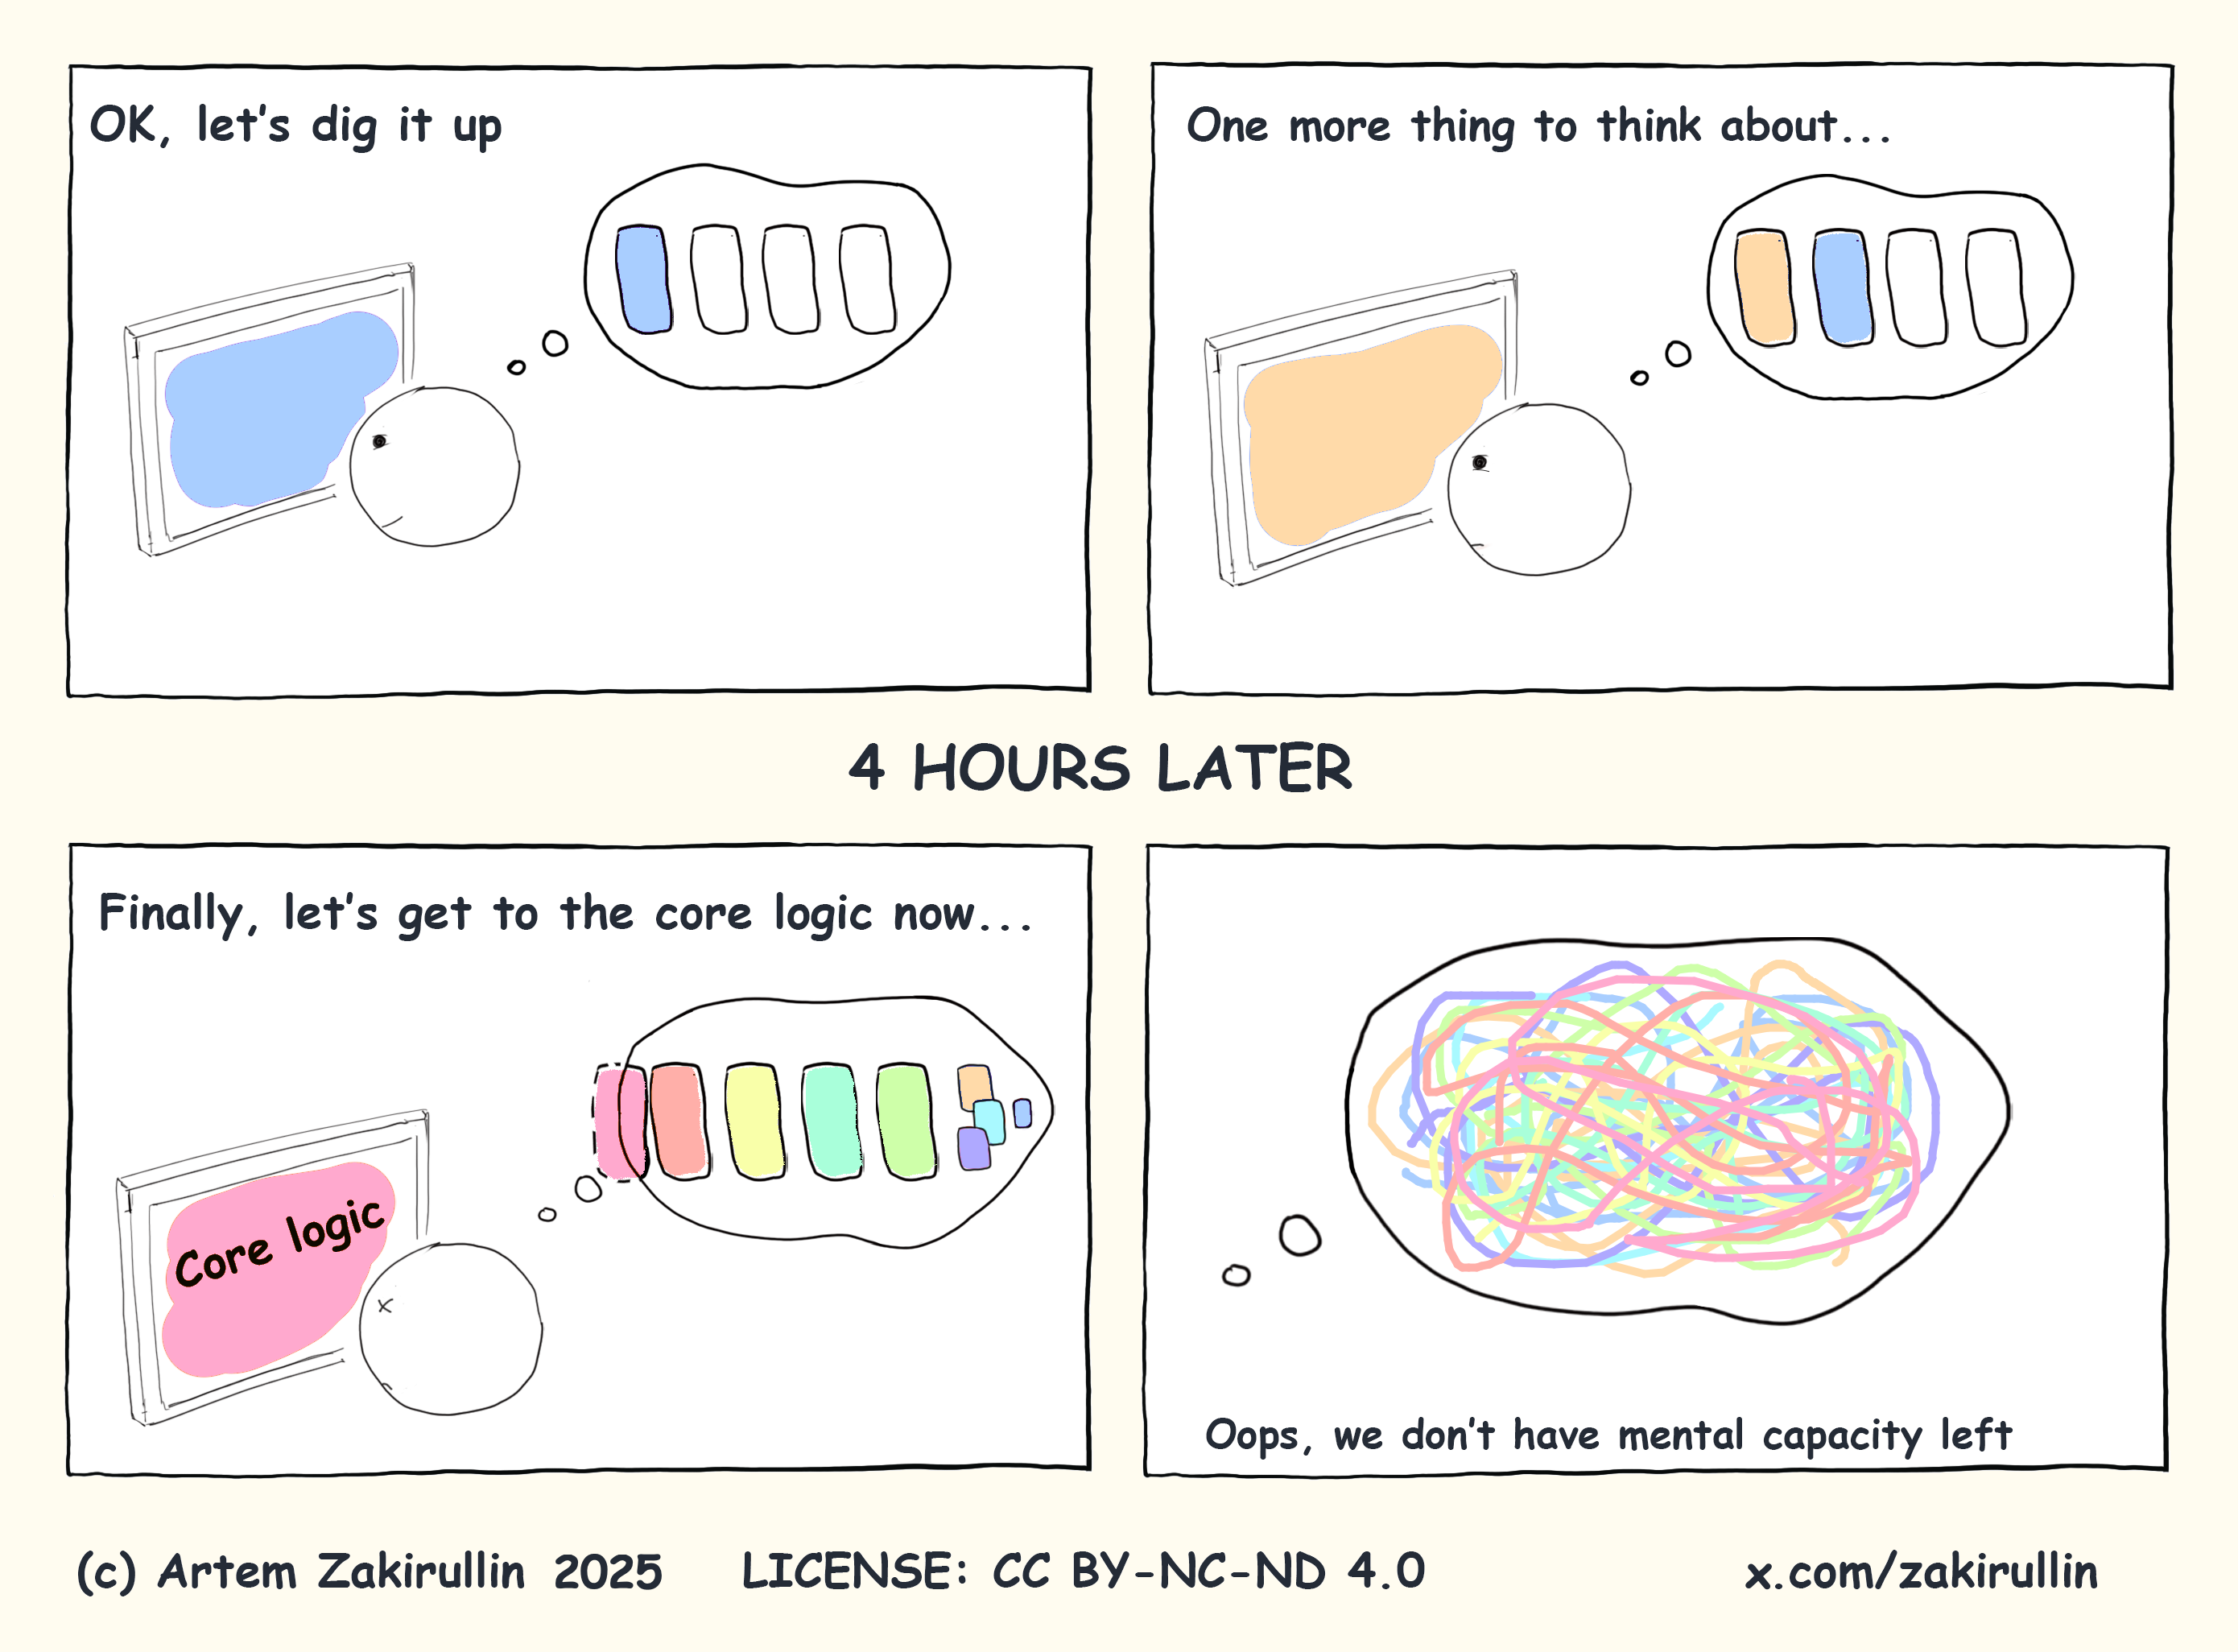 OK, let's dig it up
One more thing to think about...
4 HOURS LATER
Finally, let's get to the core logic now...
Core logic
Oops, we don't have mental capacity left
(c) Artem Zakirullin 2025 LICENSE: CC BY-NC-ND 4.0 x.com/zakirullin